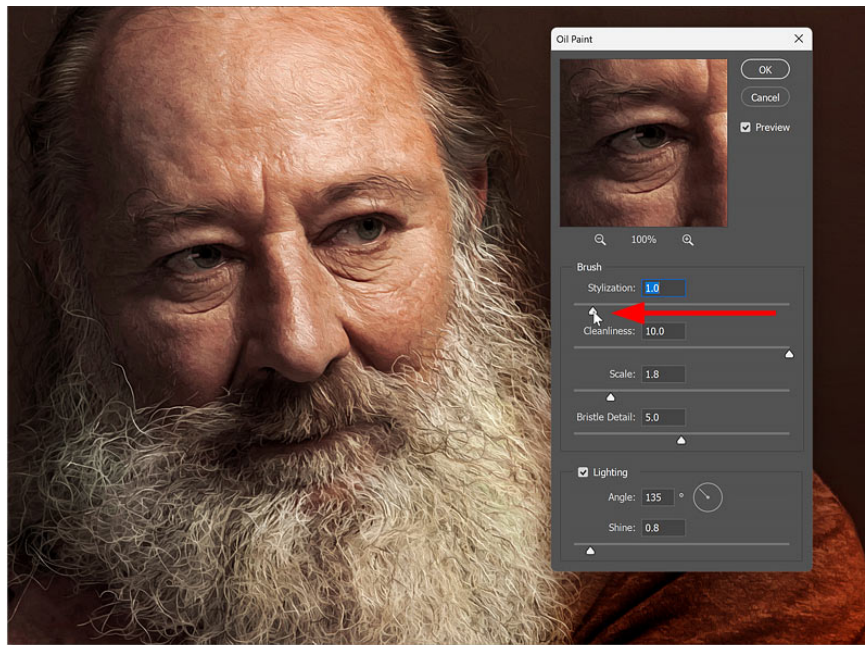 Oil Paint
OK
Cancel
Preview
100%
Brush
Stylization: 1.0
Cleanliness: 10.0
Scale: 1.8
Bristle Detail: 5.0
Lighting
Angle: 135 °
Shine: 0.8